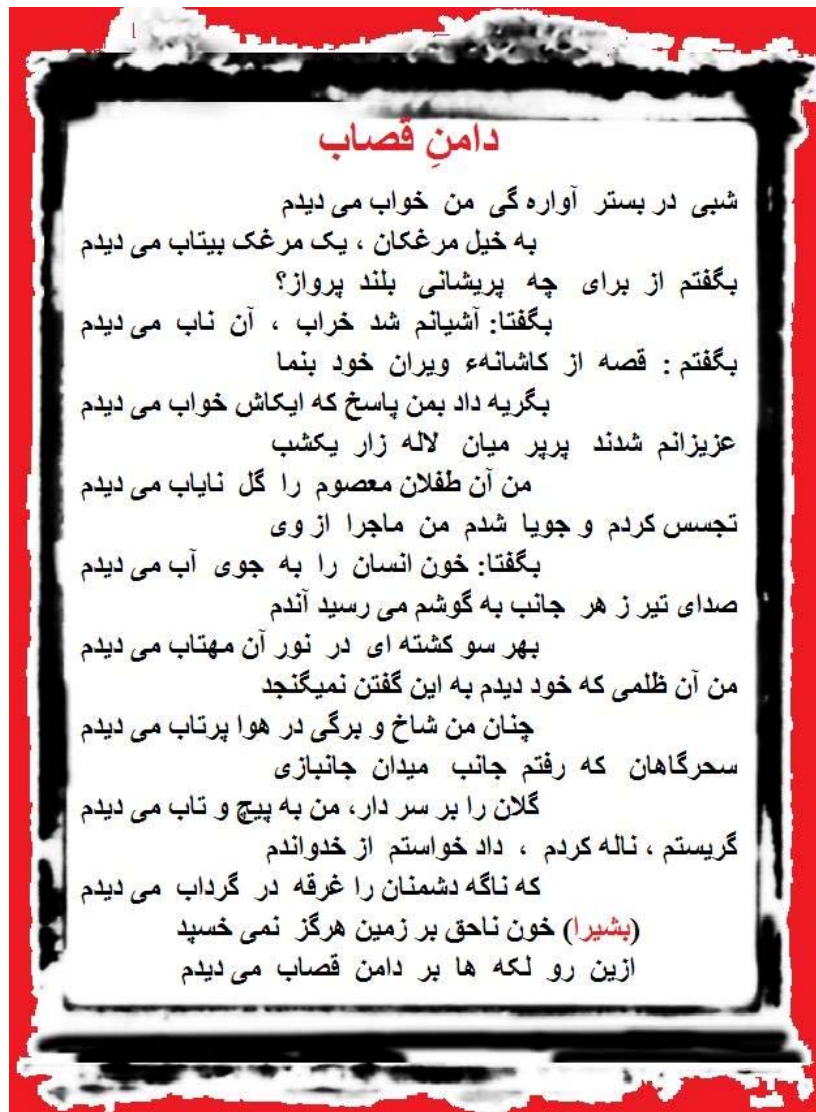 دامنِ قصاب
شبی در بستر آواره گی من خواب می دیدم
به خیل مرغکان ، یک مرغک بیتاب می دیدم
بگفتم از برای چه پریشانی بلند پرواز؟
بگفتا: آشیانم شد خراب ، آن ناب می دیدم
بگفتم : قصه از کاشانهء ویران خود بنما
بگریه داد بمن پاسخ که ایکاش خواب می دیدم
عزیزانم شدند پرپر میان لاله زار یکشب
من آن طفلان معصوم را گل نایاب می دیدم
تجسس کردم و جویا شدم من ماجرا از وی
بگفتا: خون انسان را به جوی آب می دیدم
صدای تیر ز هر جانب به گوشم می رسید آندم
بهر سو کشته ای در نور آن مهتاب می دیدم
من آن ظلمی که خود دیدم به این گفتن نمیگنجد
چنان من شاخ و برگی در هوا پرتاب می دیدم
سحرگاهان که رفتم جانب میدان جانبازی
گلان را بر سر دار، من به پیچ و تاب می دیدم
گریستم ، ناله کردم ، داد خواستم از خدواندم
که ناگه دشمنان را غرقه در گرداب می دیدم
(بشیرا) خون ناحق بر زمین هرگز نمی خسپد
ازین رو لکه ها بر دامن قصاب می دیدم